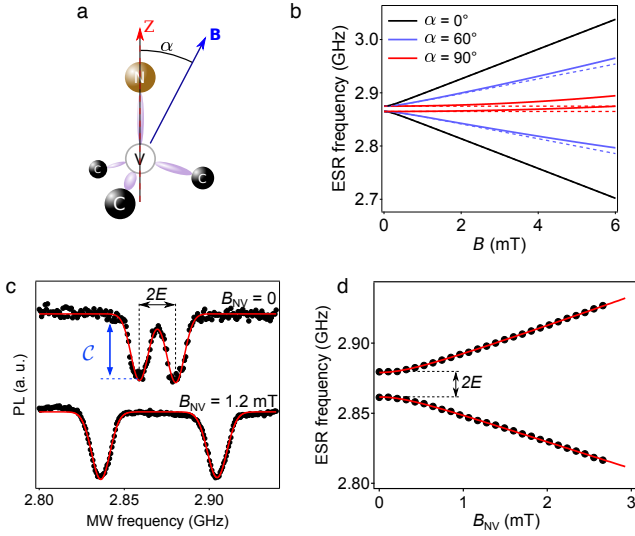 a
Z
α
B
N
V
C
C
C
b
α = 0°
α = 60°
α = 90°
ESR frequency (GHz)
3.0
2.9
2.8
2.7
0
2
4
6
B (mT)
c
2E
B_NV = 0
C
B_NV = 1.2 mT
PL (a. u.)
2.80
2.85
2.90
MW frequency (GHz)
d
ESR frequency (GHz)
2.90
2.85
2.80
2E
0
1
2
3
B_NV (mT)